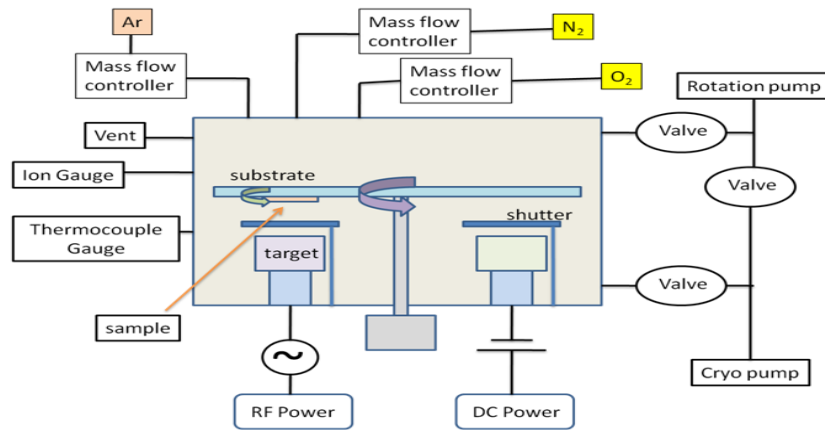 Ar
Mass flow
controller
N2
Mass flow
controller
Mass flow
controller
O2
Rotation pump
Vent
Valve
Ion Gauge
substrate
Valve
Thermocouple
Gauge
shutter
target
Valve
sample
Cryo pump
RF Power
DC Power